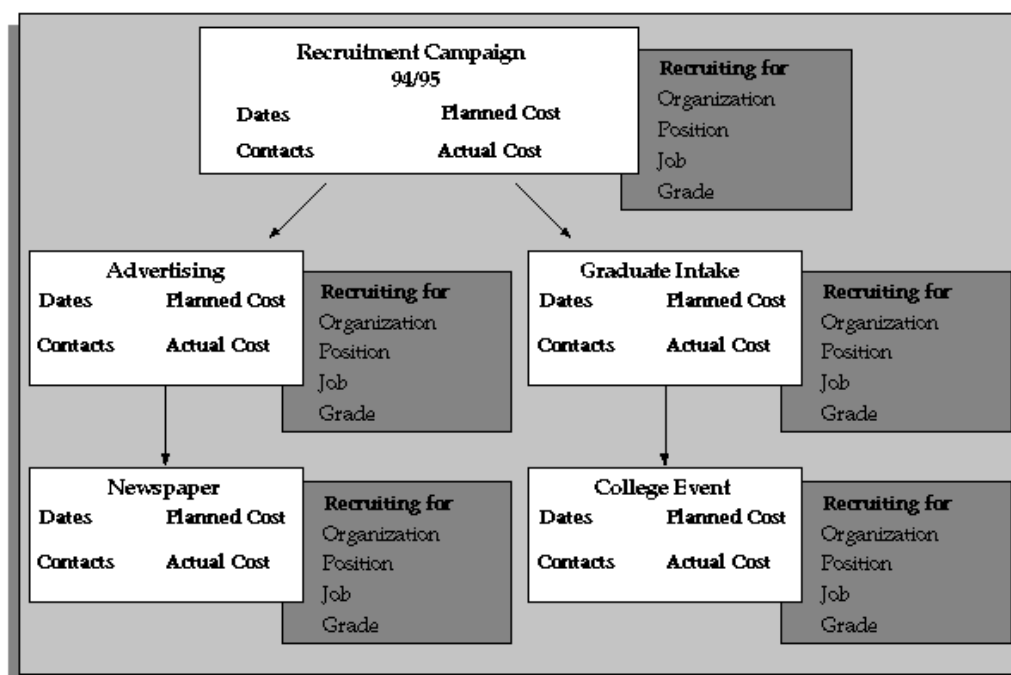 Recruitment Campaign
94/95
Dates Planned Cost
Contacts Actual Cost
Recruiting for
Organization
Position
Job
Grade
Advertising
Dates Planned Cost
Contacts Actual Cost
Recruiting for
Organization
Position
Job
Grade
Graduate Intake
Dates Planned Cost
Contacts Actual Cost
Recruiting for
Organization
Position
Job
Grade
Newspaper
Dates Planned Cost
Contacts Actual Cost
Recruiting for
Organization
Position
Job
Grade
College Event
Dates Planned Cost
Contacts Actual Cost
Recruiting for
Organization
Position
Job
Grade